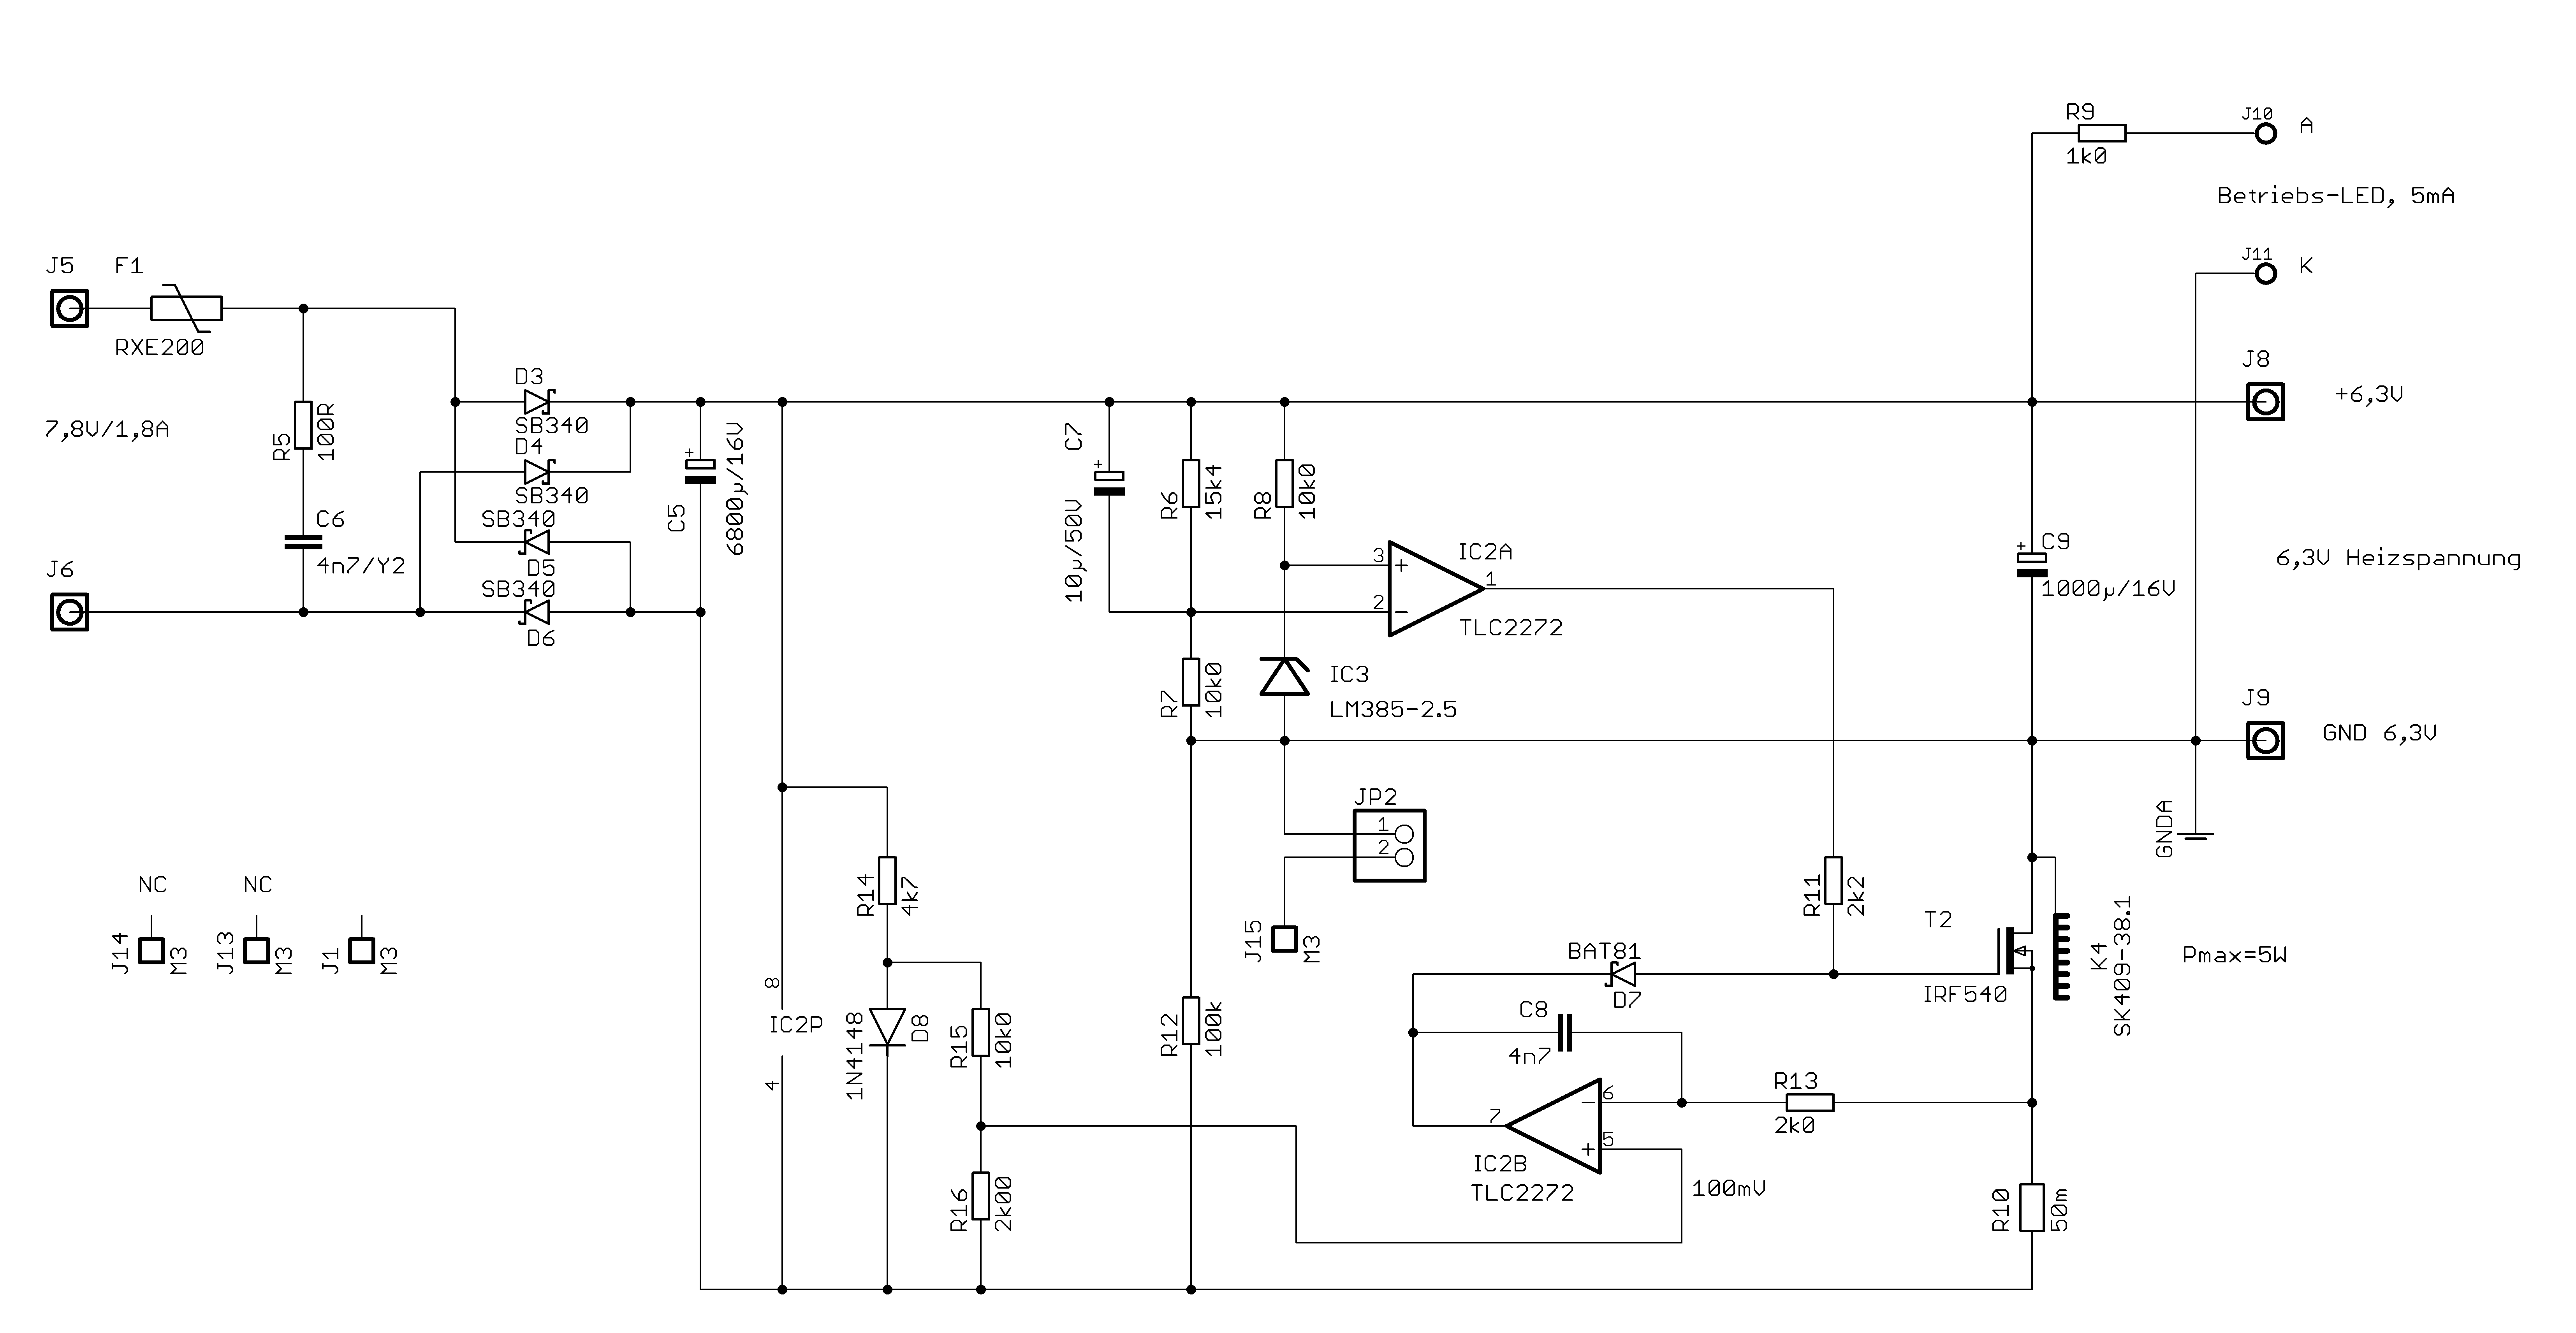 R9
1k0
J10
A
Betriebs-LED, 5mA
J11
K
J5
F1
RXE200
7,8V/1,8A
R5
100R
C6
4n7/Y2
J6
D3
SB340
D4
SB340
SB340
D5
SB340
D6
+
C5
6800µ/16V
C7
+
10µ/50V
R6
15k4
R8
10k0
3
+
2
−
1
IC2A
TLC2272
R7
10k0
IC3
LM385-2.5
J8
+6,3V
+
C9
1000µ/16V
6,3V Heizspannung
J9
GND 6,3V
GNDA
JP2
1
2
J15
M3
NC
J14
M3
NC
J13
M3
J1
M3
8
IC2P
4
R14
4k7
1N4148
D8
R15
10k0
R16
2k00
R12
100k
R11
2k2
BAT81
D7
C8
4n7
T2
IRF540
K4
SK409-38.1
Pmax=5W
R13
2k0
7
−
6
+
5
IC2B
TLC2272
100mV
R10
50m